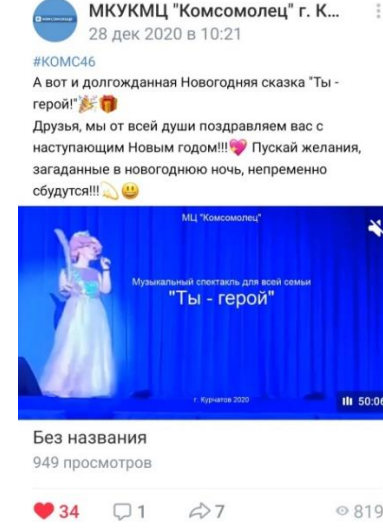 МКУКМЦ "Комсомолец" г. К...
28 дек 2020 в 10:21
#КОМС46
А вот и долгожданная Новогодняя сказка "Ты -
герой!"🎉🎁
Друзья, мы от всей души поздравляем вас с
наступающим Новым годом!!!💖 Пускай желания,
загаданные в новогоднюю ночь, непременно
сбудутся!!!💫😃
МЦ "Комсомолец"
Музыкальный спектакль для всей семьи
"Ты - герой"
г. Курчатов 2020
50:06
Без названия
949 просмотров
34 1 7 819